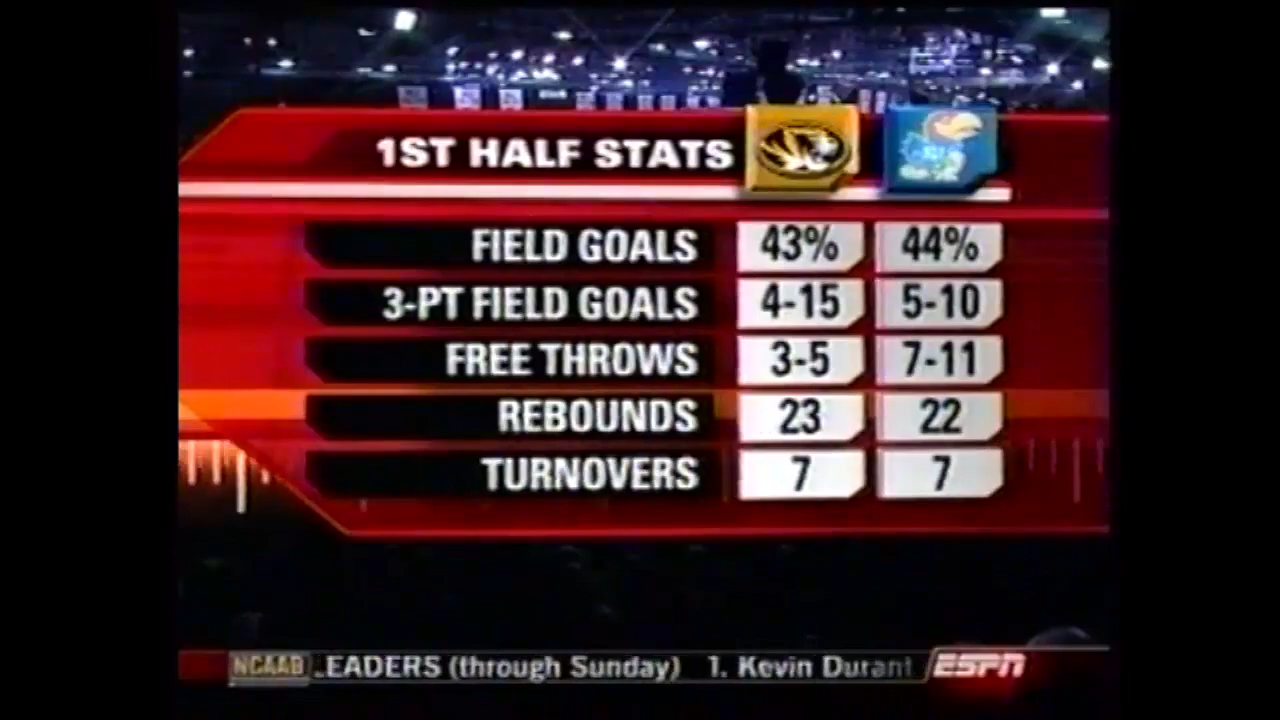 1ST HALF STATS
FIELD GOALS 43% 44%
3-PT FIELD GOALS 4-15 5-10
FREE THROWS 3-5 7-11
REBOUNDS 23 22
TURNOVERS 7 7
NCAAB LEADERS (through Sunday) 1. Kevin Durant ESPN